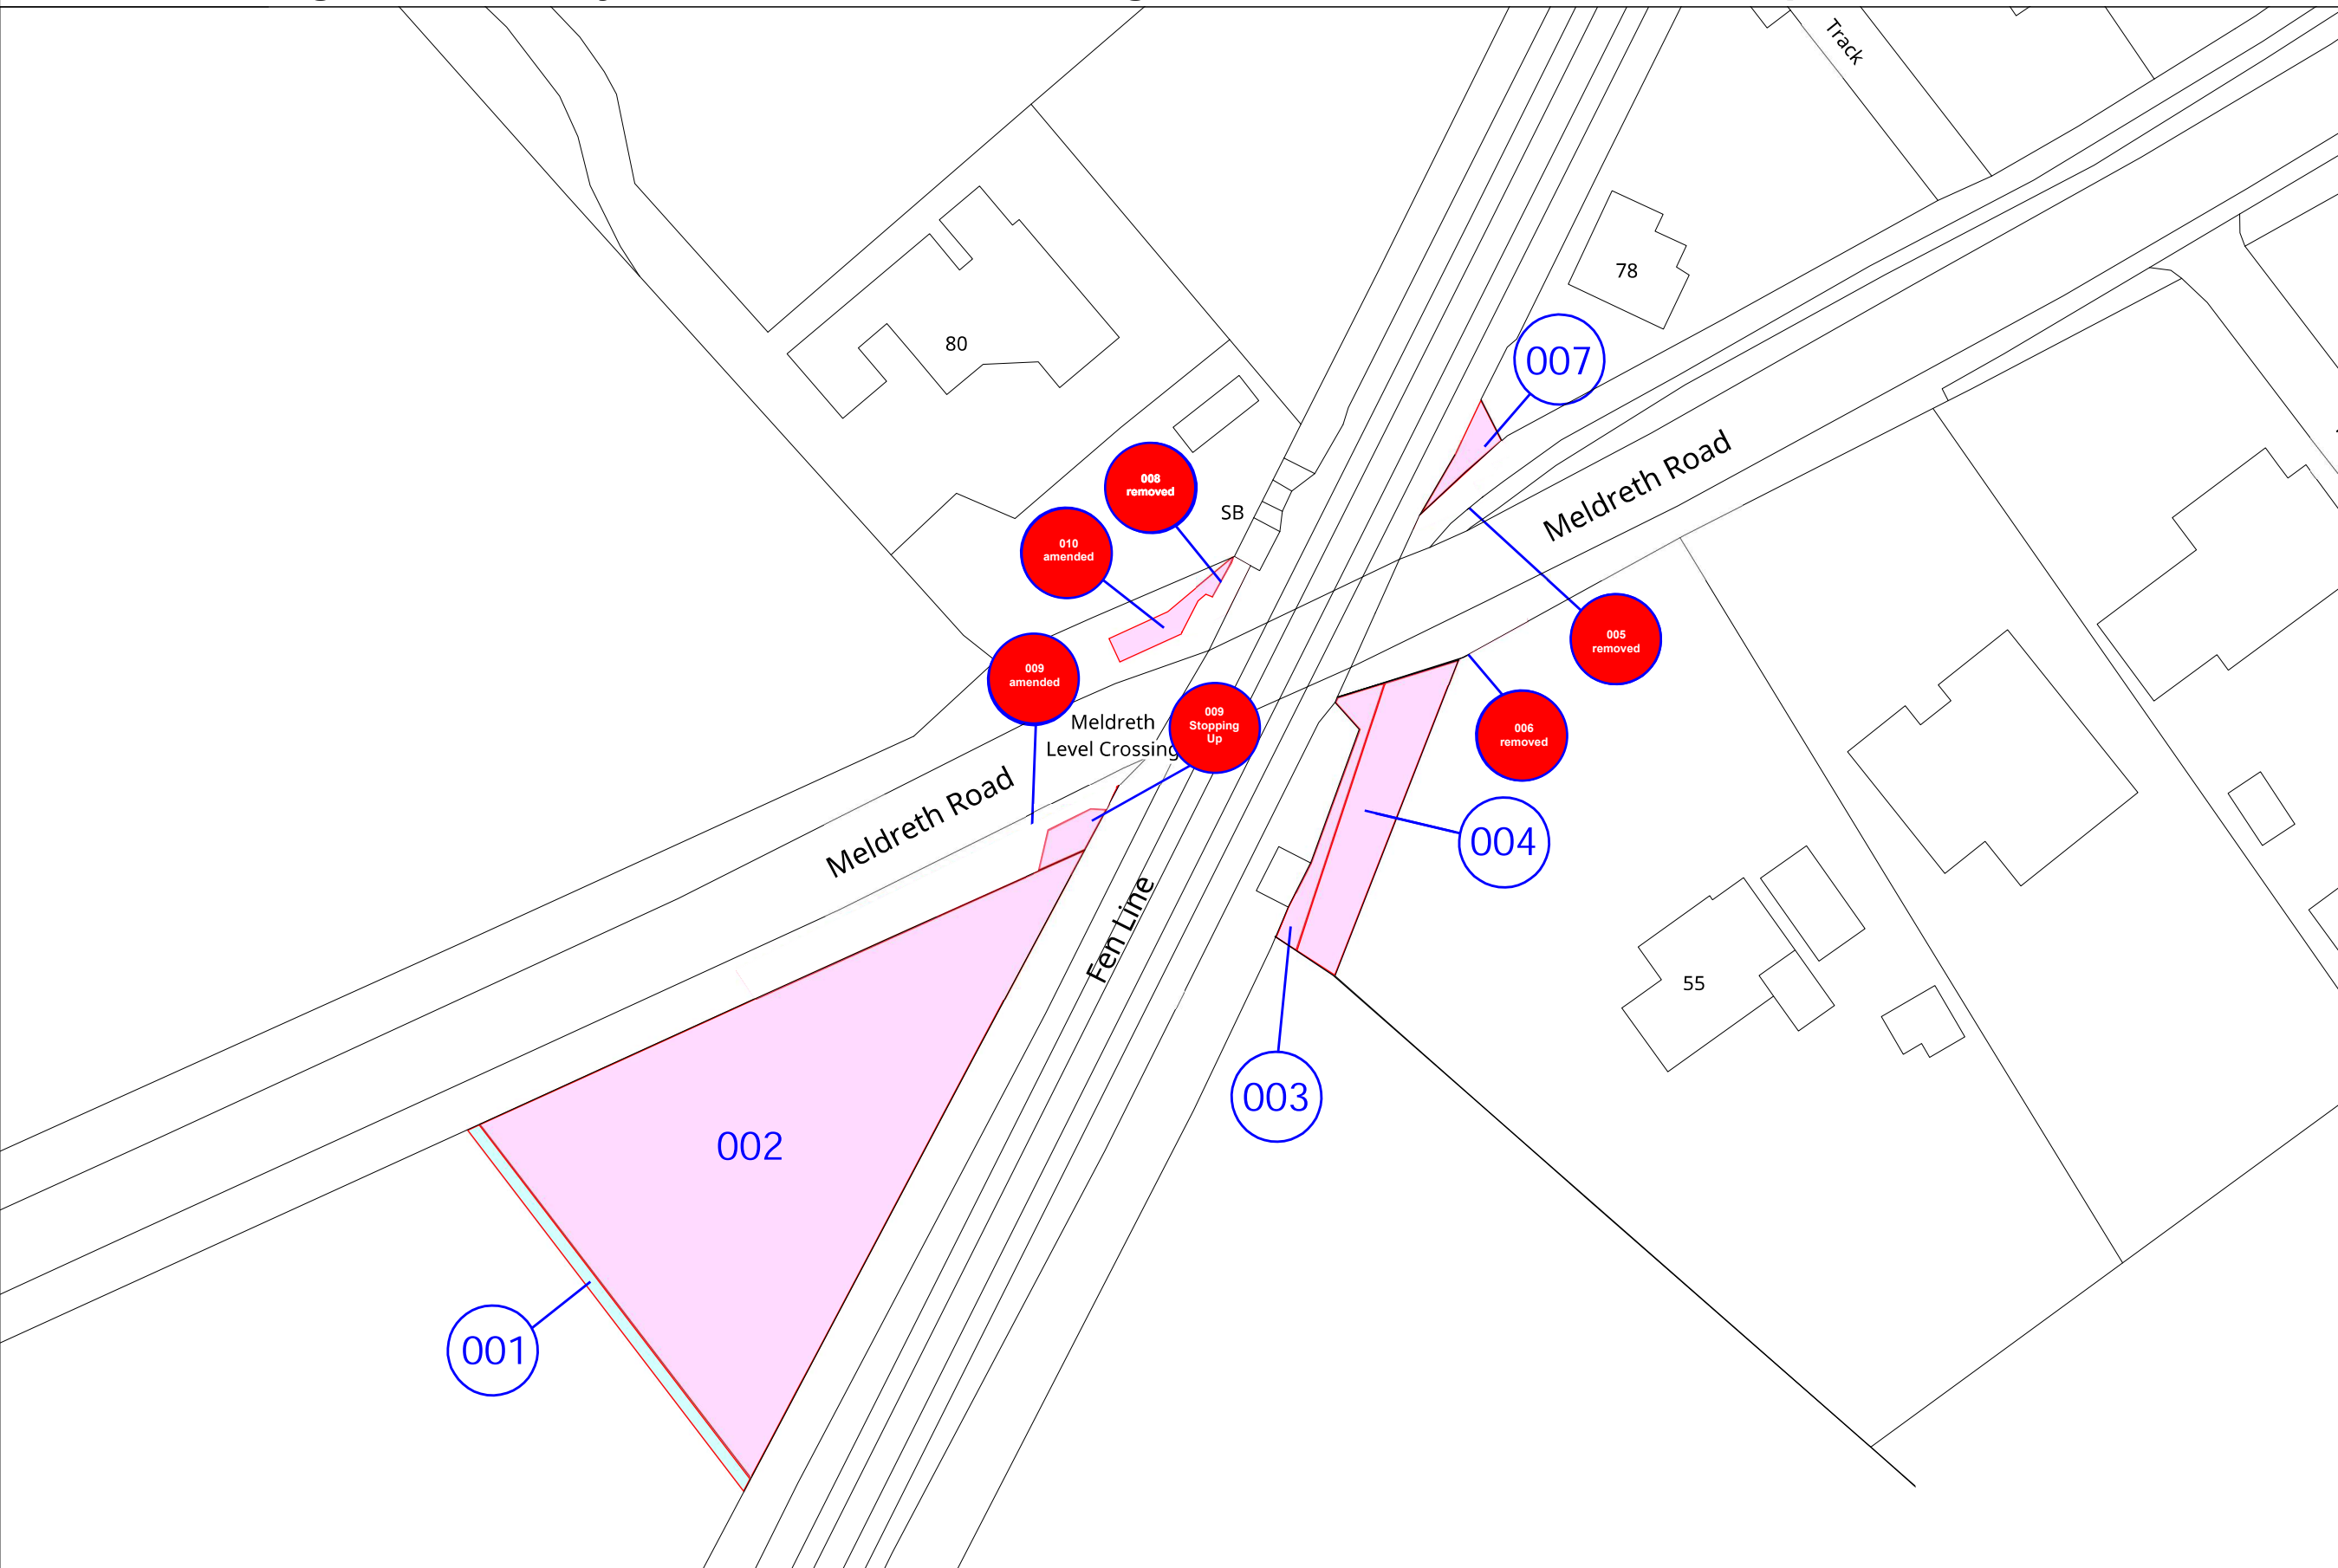 Track
78
80
007
008
removed
SB
010
amended
Meldreth Road
005
removed
009
amended
009
Stopping
Up
006
removed
Meldreth
Level Crossing
Meldreth Road
004
Fen Line
55
003
002
001